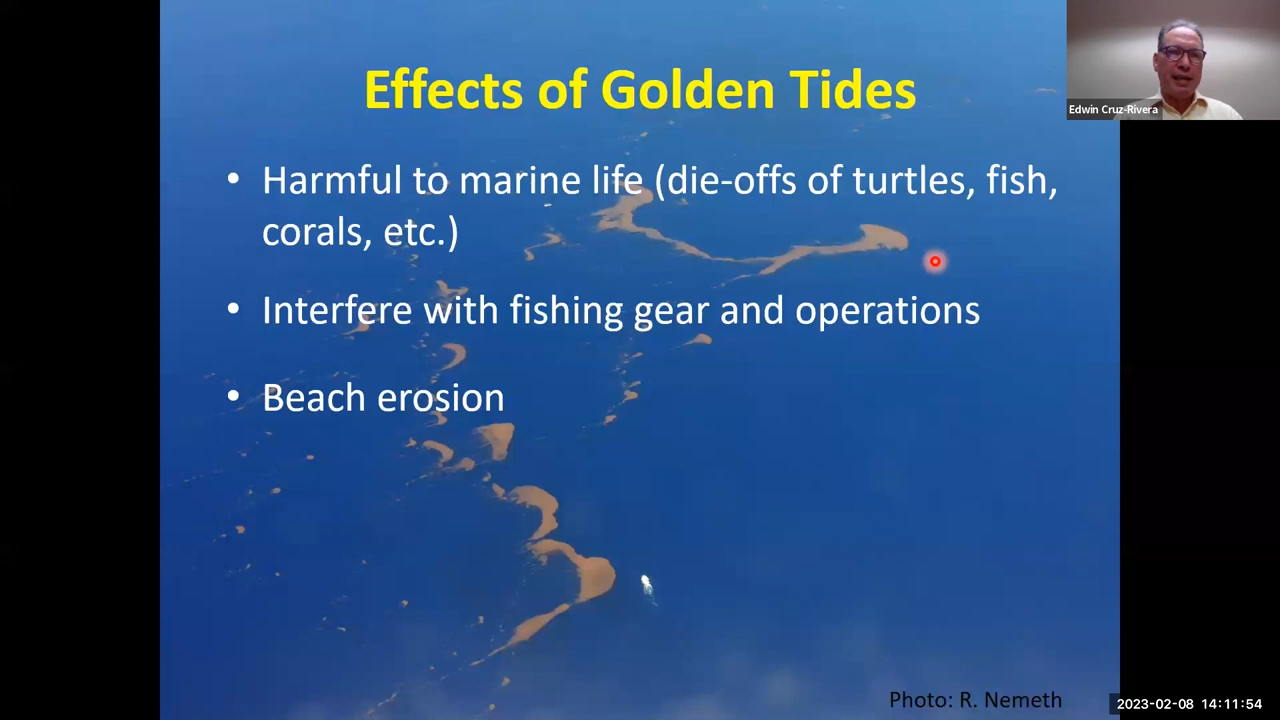 Effects of Golden Tides
Edwin Cruz-Rivera
• Harmful to marine life (die-offs of turtles, fish,
corals, etc.)
• Interfere with fishing gear and operations
• Beach erosion
Photo: R. Nemeth
2023-02-08 14:11:54